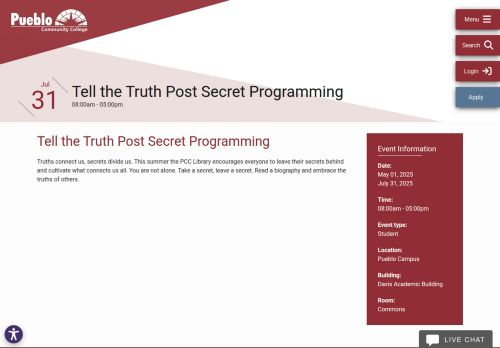 Pueblo
Community College
Menu
Search
Login
Apply
Jul
31
Tell the Truth Post Secret Programming
08:00am - 05:00pm
Tell the Truth Post Secret Programming
Truths connect us, secrets divide us. This summer the PCC Library encourages everyone to leave their secrets behind
and cultivate what connects us all. You are not alone. Take a secret, leave a secret. Read a biography and embrace the
truths of others.
Event Information
Date:
May 01, 2025
July 31, 2025
Time:
08:00am - 05:00pm
Event type:
Student
Location:
Pueblo Campus
Building:
Davis Academic Building
Room:
Commons
LIVE CHAT